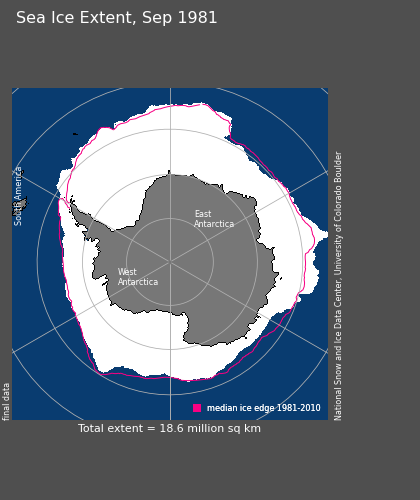 Sea Ice Extent, Sep 1981
South America
East
Antarctica
West
Antarctica
National Snow and Ice Data Center, University of Colorado Boulder
final data
median ice edge 1981-2010
Total extent = 18.6 million sq km